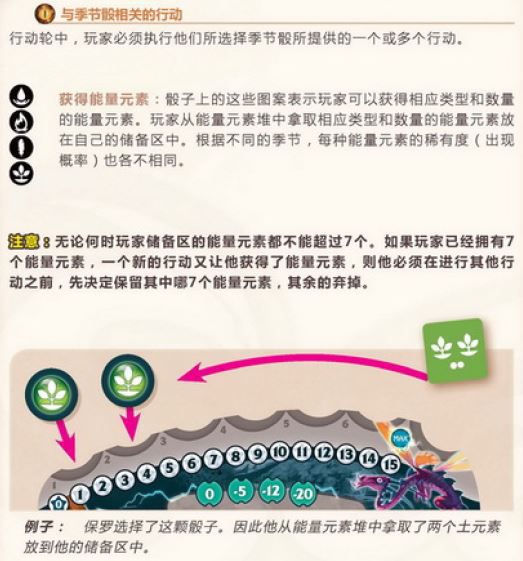 与季节骰相关的行动
行动轮中，玩家必须执行他们所选择季节骰所提供的一个或多个行动。
获得能量元素：骰子上的这些图案表示玩家可以获得相应类型和数量
的能量元素。玩家从能量元素堆中拿取相应类型和数量的能量元素放
在自己的储备区中。根据不同的季节，每种能量元素的稀有度（出现
概率）也各不相同。
注意：无论何时玩家储备区的能量元素都不能超过7个。如果玩家已经拥有7
个能量元素，一个新的行动又让他获得了能量元素，则他必须在进行其他行
动之前，先决定保留其中哪7个能量元素，其余的弃掉。
1 2 3 4 5 6 MAX
0 1 2 3 4 5 6 7 8 9 10 11 12 13 14 15
0 -5 -12 -20
例子： 保罗选择了这颗骰子。因此他从能量元素堆中拿取了两个土元素
放到他的储备区中。